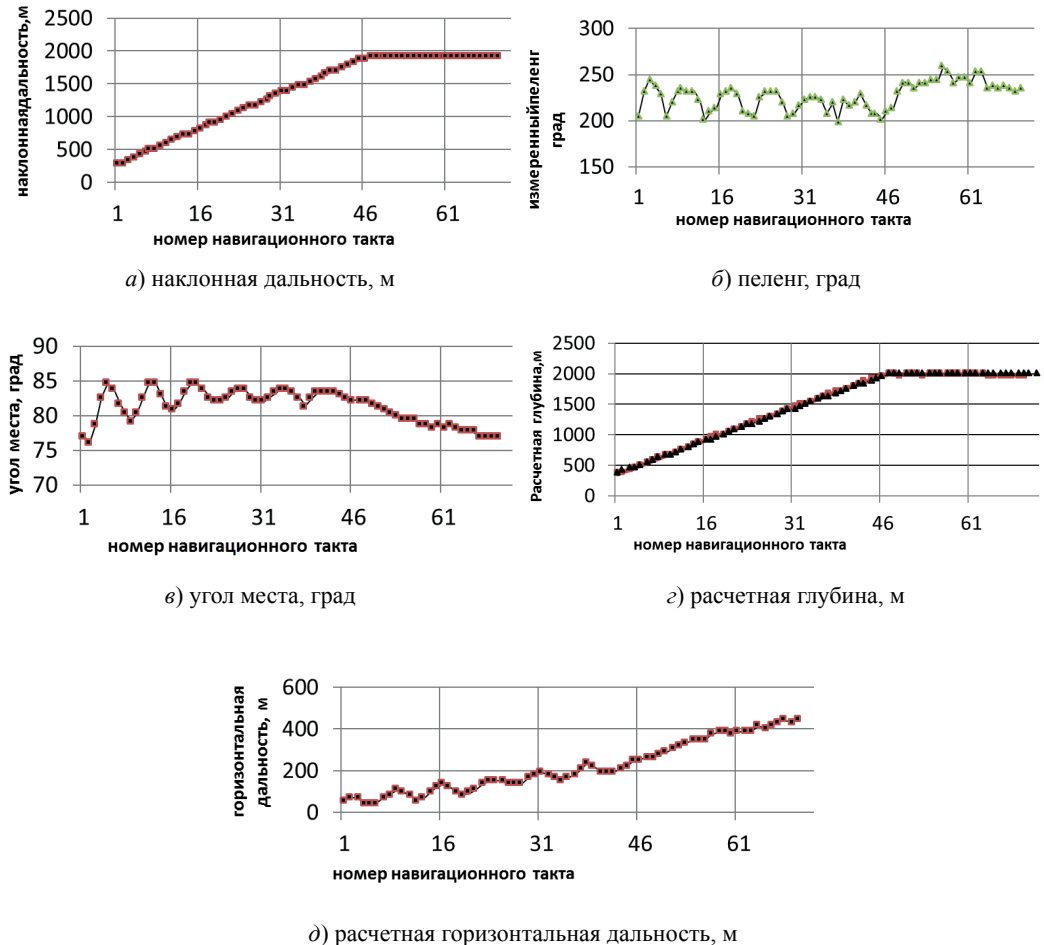 наклоннаядальность,м
2500
2000
1500
1000
500
0
1 16 31 46 61
номер навигационного такта
а) наклонная дальность, м
измеренныйпеленг
град
300
250
200
150
1 16 31 46 61
номер навигационного такта
б) пеленг, град
угол места, град
90
85
80
75
70
1 16 31 46 61
номер навигационного такта
в) угол места, град
Расчетная глубина,м
2500
2000
1500
1000
500
0
1 16 31 46 61
номер навигационного такта
г) расчетная глубина, м
горизонтальная
дальность, м
600
400
200
0
1 16 31 46 61
номер навигационного такта
д) расчетная горизонтальная дальность, м